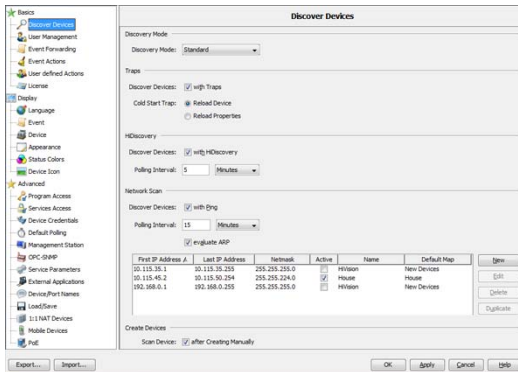 Basics
Discover Devices
User Management
Event Forwarding
Event Actions
User defined Actions
License
Display
Language
Event
Device
Appearance
Status Colors
Device Icon
Advanced
Program Access
Services Access
Device Credentials
Default Polling
Management Station
OPC-SNMP
Service Parameters
External Applications
Device/Port Names
Load/Save
1:1 NAT Devices
Mobile Devices
PoE
Discover Devices
Discovery Mode
Discovery Mode: Standard
Traps
Discover Devices: with Traps
Cold Start Trap: Reload Device
Reload Properties
HiDiscovery
Discover Devices: with HiDiscovery
Polling Interval: 5 Minutes
Network Scan
Discover Devices: with Ping
Polling Interval: 15 Minutes
evaluate ARP
First IP Address Last IP Address Netmask Active Name Default Map
10.115.35.1 10.115.35.255 255.255.255.0 HiVision New Devices
10.115.45.2 10.115.50.254 255.255.224.0 House House
192.168.0.1 192.168.0.255 255.255.255.0 HiVision New Devices
New
Edit
Delete
Duplicate
Create Devices
Scan Device: after Creating Manually
Export... Import... OK Apply Cancel Help